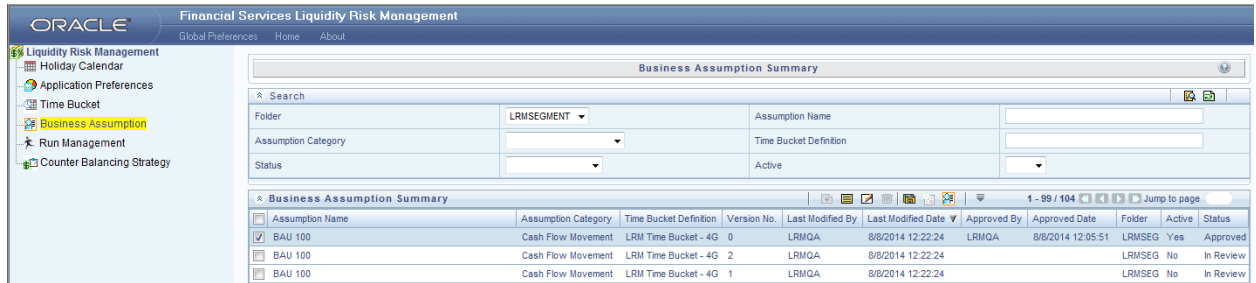 ORACLE®
Financial Services Liquidity Risk Management
Global Preferences Home About
Liquidity Risk Management
Holiday Calendar
Application Preferences
Time Bucket
Business Assumption
Run Management
Counter Balancing Strategy
Business Assumption Summary
Search
Folder LRMSEGMENT Assumption Name
Assumption Category Time Bucket Definition
Status Active
Business Assumption Summary 1 - 99 / 104 Jump to page
Assumption Name Assumption Category Time Bucket Definition Version No. Last Modified By Last Modified Date Approved By Approved Date Folder Active Status
BAU 100 Cash Flow Movement LRM Time Bucket - 4G 0 LRMQA 8/8/2014 12:22:24 LRMQA 8/8/2014 12:05:51 LRMSEG Yes Approved
BAU 100 Cash Flow Movement LRM Time Bucket - 4G 2 LRMQA 8/8/2014 12:22:24 LRMSEG No In Review
BAU 100 Cash Flow Movement LRM Time Bucket - 4G 1 LRMQA 8/8/2014 12:22:24 LRMSEG No In Review